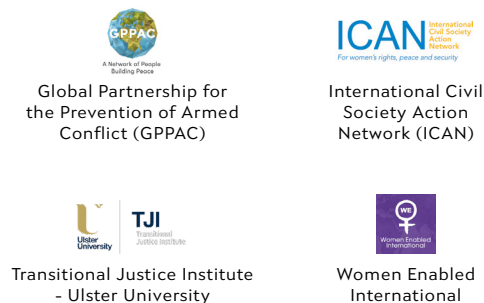 GPPAC
A Network of People
Building Peace
Global Partnership for
the Prevention of Armed
Conflict (GPPAC)
ICAN
International
Civil Society
Action
Network
For women's rights, peace and security
International Civil
Society Action
Network (ICAN)
Ulster
University
TJI
Transitional
Justice Institute
Transitional Justice Institute
- Ulster University
WE
Women Enabled
International
Women Enabled
International